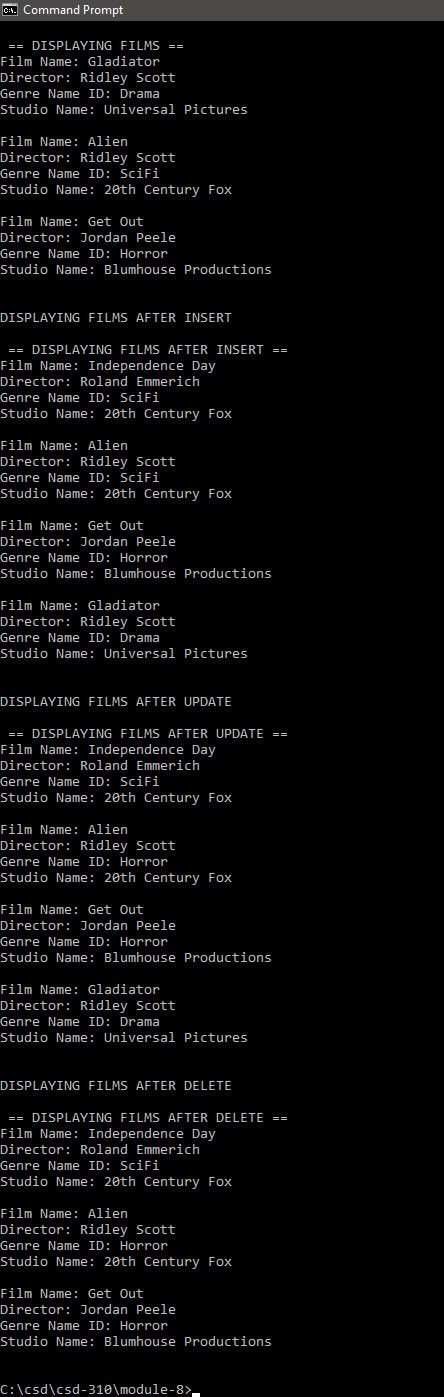 Command Prompt
== DISPLAYING FILMS ==
Film Name: Gladiator
Director: Ridley Scott
Genre Name ID: Drama
Studio Name: Universal Pictures
Film Name: Alien
Director: Ridley Scott
Genre Name ID: SciFi
Studio Name: 20th Century Fox
Film Name: Get Out
Director: Jordan Peele
Genre Name ID: Horror
Studio Name: Blumhouse Productions
DISPLAYING FILMS AFTER INSERT
== DISPLAYING FILMS AFTER INSERT ==
Film Name: Independence Day
Director: Roland Emmerich
Genre Name ID: SciFi
Studio Name: 20th Century Fox
Film Name: Alien
Director: Ridley Scott
Genre Name ID: SciFi
Studio Name: 20th Century Fox
Film Name: Get Out
Director: Jordan Peele
Genre Name ID: Horror
Studio Name: Blumhouse Productions
Film Name: Gladiator
Director: Ridley Scott
Genre Name ID: Drama
Studio Name: Universal Pictures
DISPLAYING FILMS AFTER UPDATE
== DISPLAYING FILMS AFTER UPDATE ==
Film Name: Independence Day
Director: Roland Emmerich
Genre Name ID: SciFi
Studio Name: 20th Century Fox
Film Name: Alien
Director: Ridley Scott
Genre Name ID: Horror
Studio Name: 20th Century Fox
Film Name: Get Out
Director: Jordan Peele
Genre Name ID: Horror
Studio Name: Blumhouse Productions
Film Name: Gladiator
Director: Ridley Scott
Genre Name ID: Drama
Studio Name: Universal Pictures
DISPLAYING FILMS AFTER DELETE
== DISPLAYING FILMS AFTER DELETE ==
Film Name: Independence Day
Director: Roland Emmerich
Genre Name ID: SciFi
Studio Name: 20th Century Fox
Film Name: Alien
Director: Ridley Scott
Genre Name ID: Horror
Studio Name: 20th Century Fox
Film Name: Get Out
Director: Jordan Peele
Genre Name ID: Horror
Studio Name: Blumhouse Productions
C:\csd\csd-310\module-8>